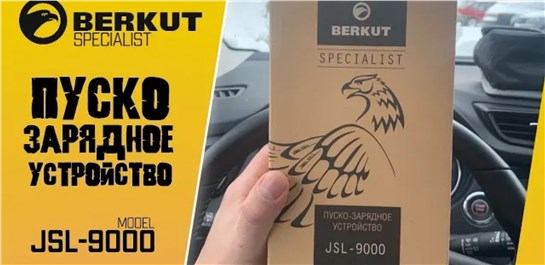 BERKUT
SPECIALIST
ПУСКО
ЗАРЯДНОЕ
УСТРОЙСТВО
MODEL
JSL-9000
BERKUT
SPECIALIST
ПУСКО-ЗАРЯДНОЕ
УСТРОЙСТВО
JSL-9000